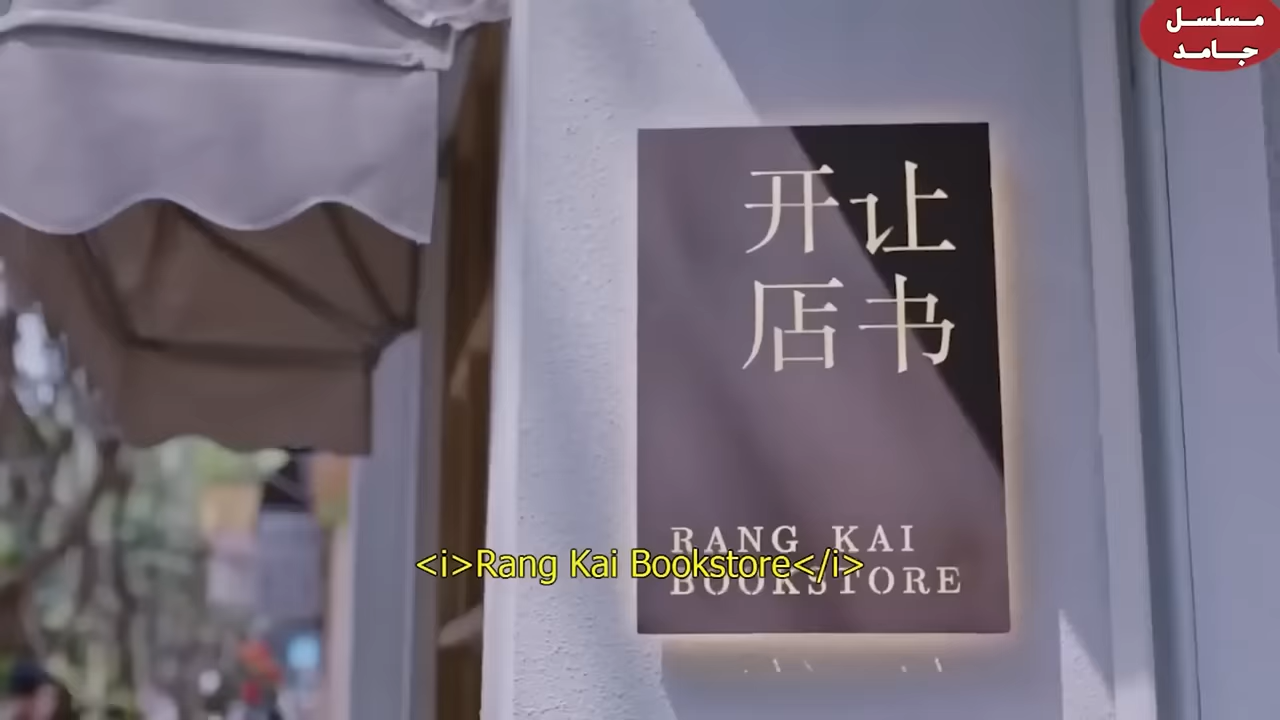 مسلسل
جامد
让开
书店
RANG KAI
BOOKSTORE
<i>Rang Kai Bookstore</i>